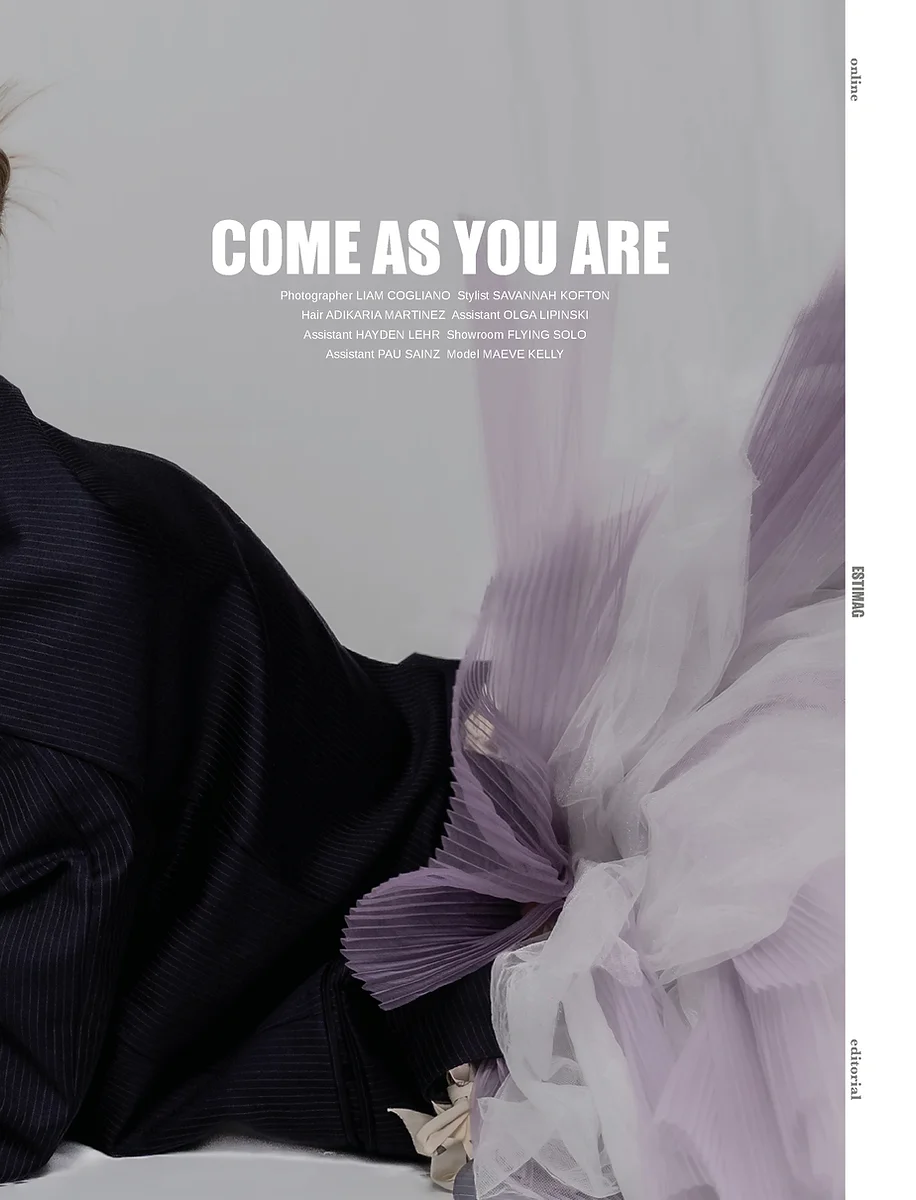 COME AS YOU ARE
Photographer LIAM COGLIANO  Stylist SAVANNAH KOFTON
Hair ADIKARIA MARTINEZ  Assistant OLGA LIPINSKI
Assistant HAYDEN LEHR  Showroom FLYING SOLO
Assistant PAU SAINZ  Model MAEVE KELLY
online
ESTIMAG
editorial